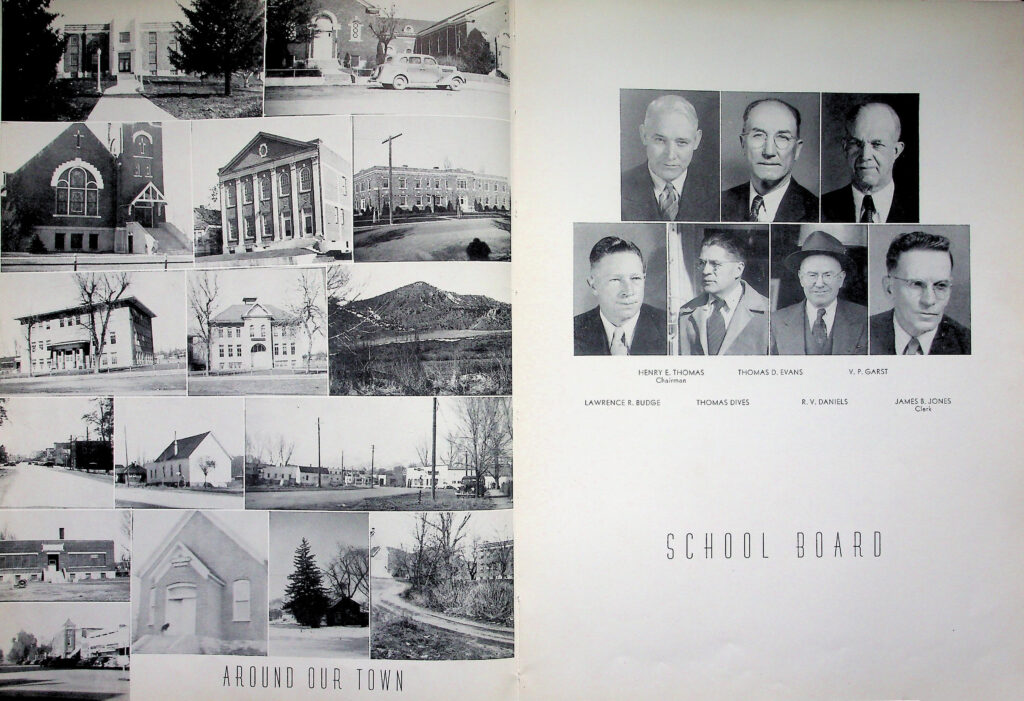 AROUND OUR TOWN
HENRY E. THOMAS THOMAS D. EVANS V. P. GARST
Chairman
LAWRENCE R. BUDGE THOMAS DIVES R. V. DANIELS JAMES B. JONES
Clerk
SCHOOL BOARD